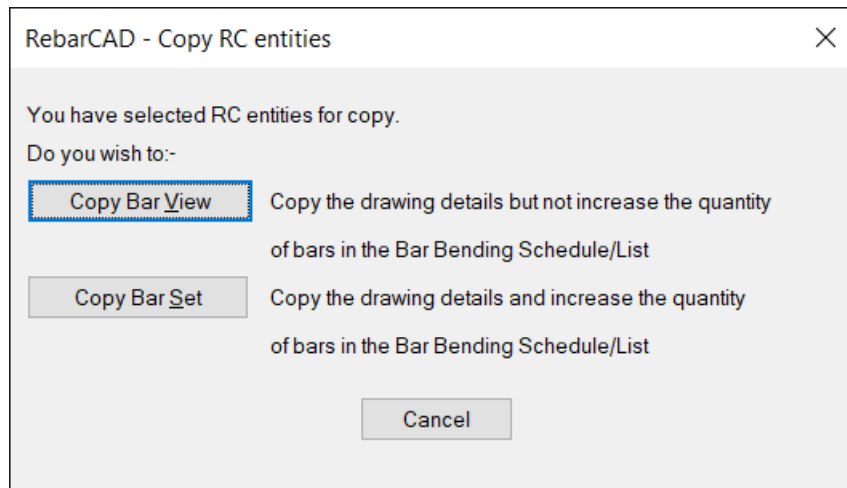 RebarCAD - Copy RC entities
You have selected RC entities for copy.
Do you wish to:-
Copy Bar View Copy the drawing details but not increase the quantity
of bars in the Bar Bending Schedule/List
Copy Bar Set Copy the drawing details and increase the quantity
of bars in the Bar Bending Schedule/List
Cancel